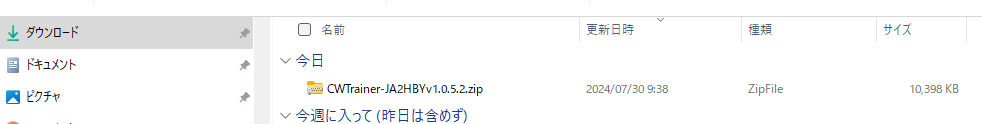 ダウンロード
ドキュメント
ピクチャ
名前 更新日時 種類 サイズ
今日
CWTrainer-JA2HBYv1.0.5.2.zip 2024/07/30 9:38 ZipFile 10,398 KB
今週に入って (昨日は含めず)